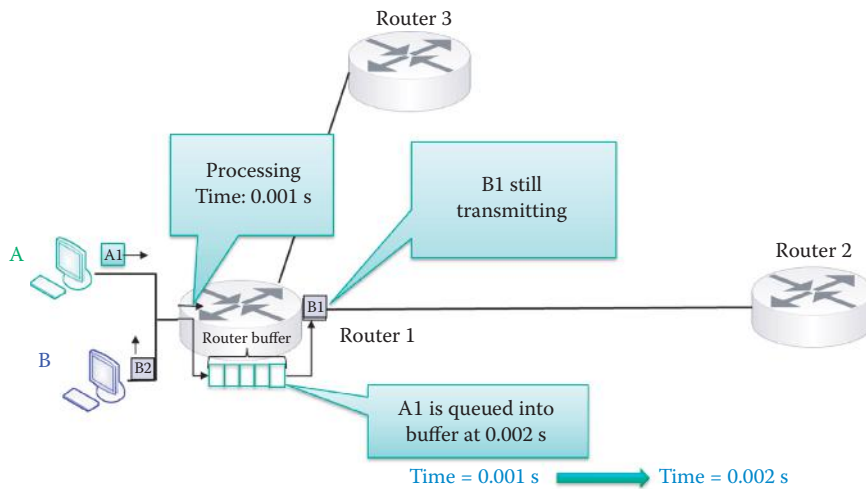 Router 3
Processing
Time: 0.001 s
B1 still
transmitting
A
A1
Router 2
B1
Router buffer
Router 1
B
B2
A1 is queued into
buffer at 0.002 s
Time = 0.001 s
Time = 0.002 s